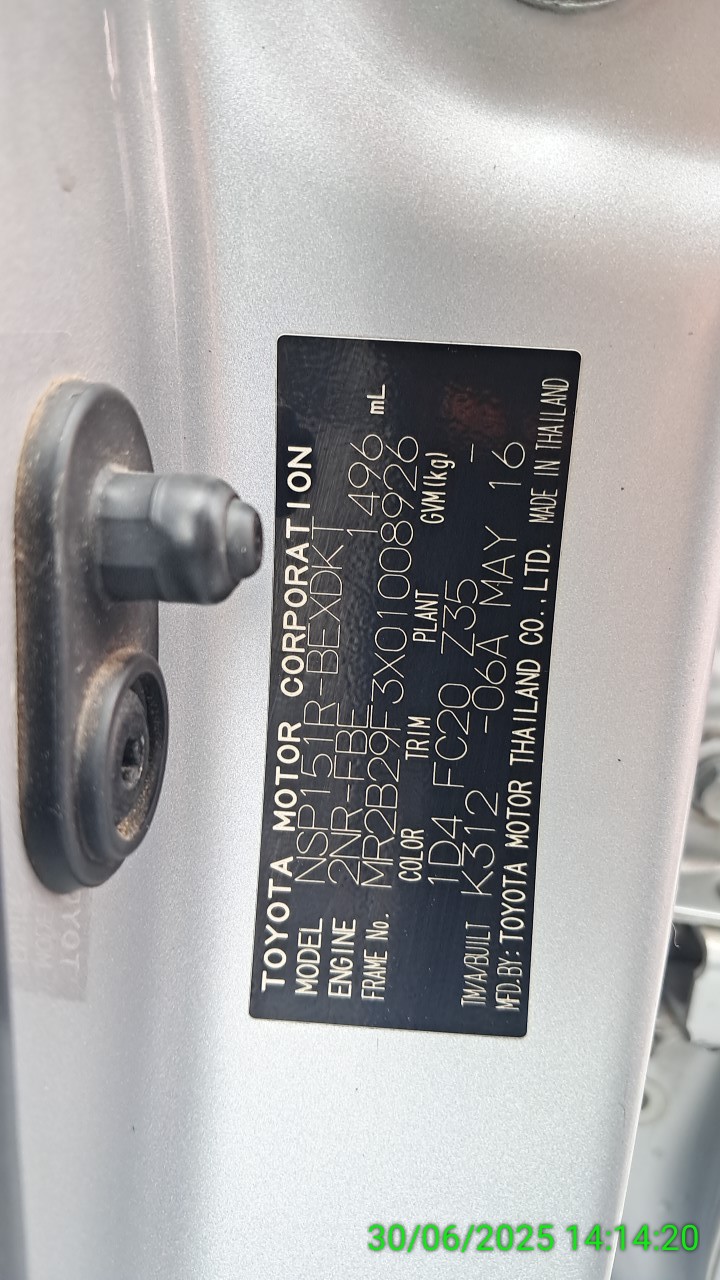 TOYOTA MOTOR CORPORATION
MODEL NSP151R-BEXDKT
ENGINE 2NR-FBE 1496 mL
FRAME No. MR2B29F3X01008926
COLOR TRIM PLANT GVM(kg)
1D4 FC20 Z35 -
TM/A/BUILT K312 -06A MAY 16
MFD.BY: TOYOTA MOTOR THAILAND CO.,LTD. MADE IN THAILAND
30/06/2025 14:14:20